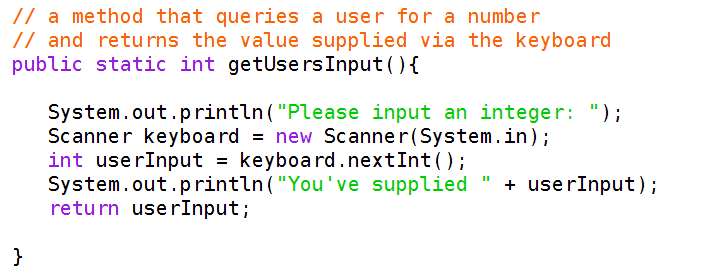 // a method that queries a user for a number
// and returns the value supplied via the keyboard
public static int getUsersInput(){
System.out.println("Please input an integer: ");
Scanner keyboard = new Scanner(System.in);
int userInput = keyboard.nextInt();
System.out.println("You've supplied " + userInput);
return userInput;
}